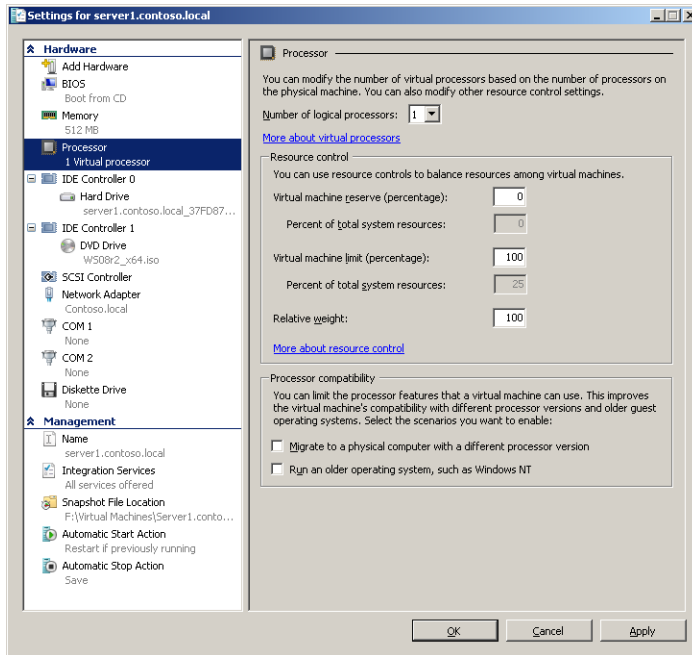 Settings for server1.contoso.local
Hardware
Add Hardware
BIOS
Boot from CD
Memory
512 MB
Processor
1 Virtual processor
IDE Controller 0
Hard Drive
server1.contoso.local_37FD87...
IDE Controller 1
DVD Drive
WS08r2_x64.iso
SCSI Controller
Network Adapter
Contoso.local
COM 1
None
COM 2
None
Diskette Drive
None
Management
Name
server1.contoso.local
Integration Services
All services offered
Snapshot File Location
F:\Virtual Machines\Server1.conto...
Automatic Start Action
Restart if previously running
Automatic Stop Action
Save
Processor
You can modify the number of virtual processors based on the number of processors on
the physical machine. You can also modify other resource control settings.
Number of logical processors: 1
More about virtual processors
Resource control
You can use resource controls to balance resources among virtual machines.
Virtual machine reserve (percentage): 0
Percent of total system resources: 0
Virtual machine limit (percentage): 100
Percent of total system resources: 25
Relative weight: 100
More about resource control
Processor compatibility
You can limit the processor features that a virtual machine can use. This improves
the virtual machine's compatibility with different processor versions and older guest
operating systems. Select the scenarios you want to enable:
Migrate to a physical computer with a different processor version
Run an older operating system, such as Windows NT
OK Cancel Apply